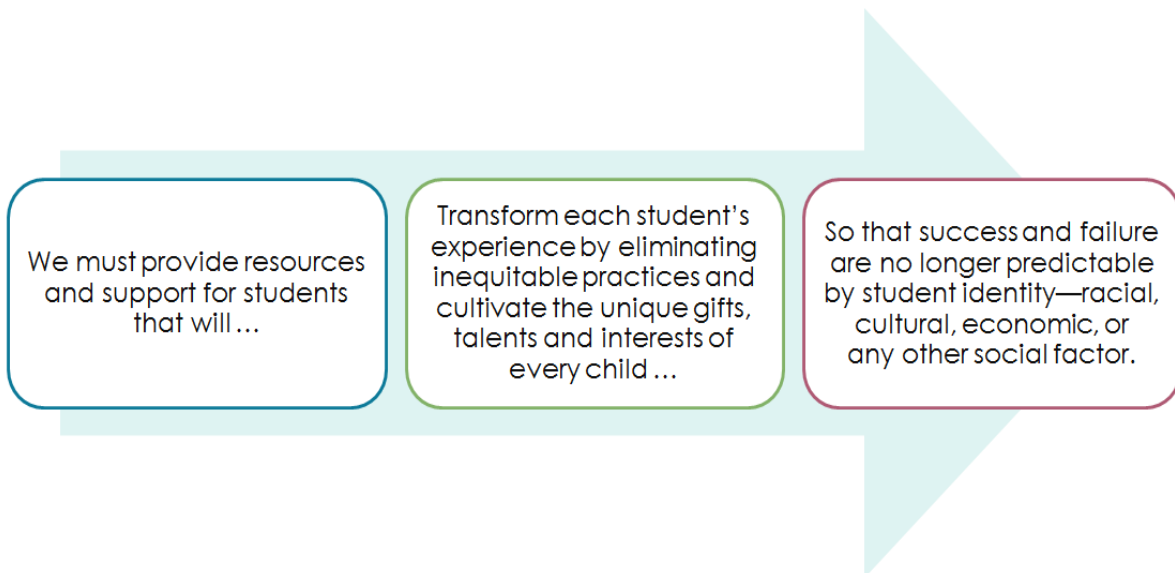 We must provide resources
and support for students
that will …
Transform each student’s
experience by eliminating
inequitable practices and
cultivate the unique gifts,
talents and interests of
every child …
So that success and failure
are no longer predictable
by student identity—racial,
cultural, economic, or
any other social factor.